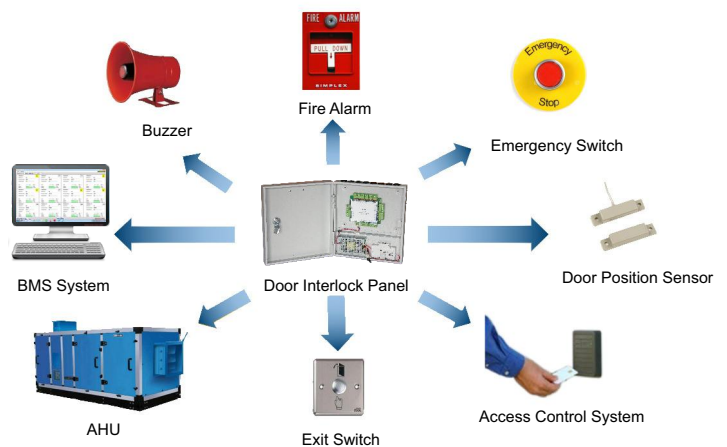 FIRE ALARM
PULL DOWN
SIMPLEX
Emergency
Stop
Buzzer
Fire Alarm
Emergency Switch
BMS System
Door Interlock Panel
Door Position Sensor
AHU
Exit Switch
Access Control System